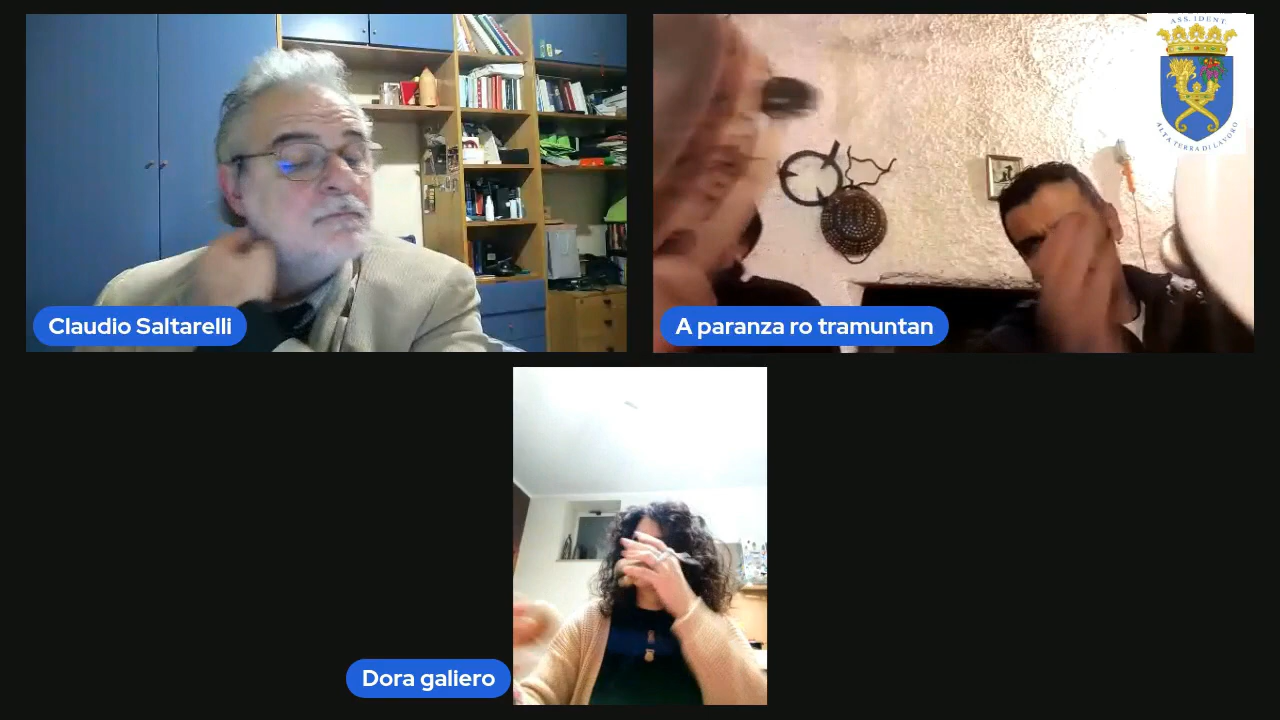 ASS. IDENT.
ALTA TERRA DI LAVORO
Claudio Saltarelli
A paranza ro tramuntan
Dora galiero